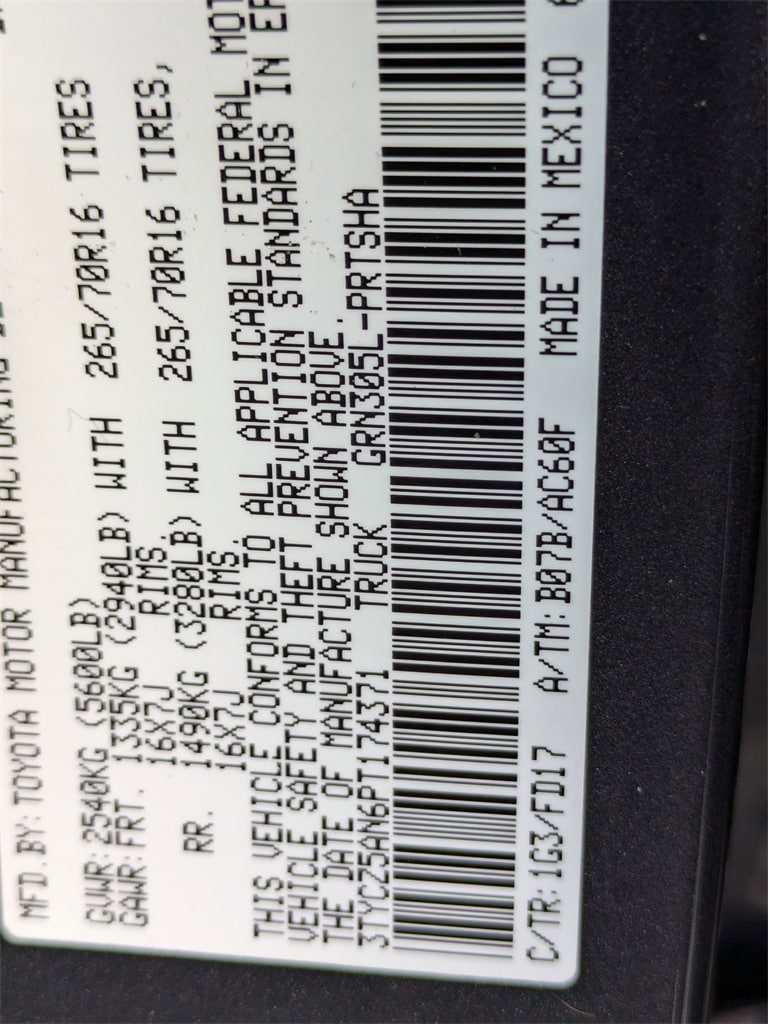 MFD.BY: TOYOTA MOTOR MANUFACTURING
GVWR: 2540KG (5600LB)
GAWR: FRT. 1335KG (2940LB) WITH 265/70R16 TIRES
16X7J RIMS.
RR. 1490KG (3280LB) WITH 265/70R16 TIRES,
16X7J RIMS.
THIS VEHICLE CONFORMS TO ALL APPLICABLE FEDERAL
VEHICLE SAFETY AND THEFT PREVENTION STANDARDS IN
THE DATE OF MANUFACTURE SHOWN ABOVE.
3TYCZ5AN6PT174371 TRUCK GRN305L-PRTSHA
C/TR: 1G3/FD17 A/TM: B07B/AC60F MADE IN MEXICO